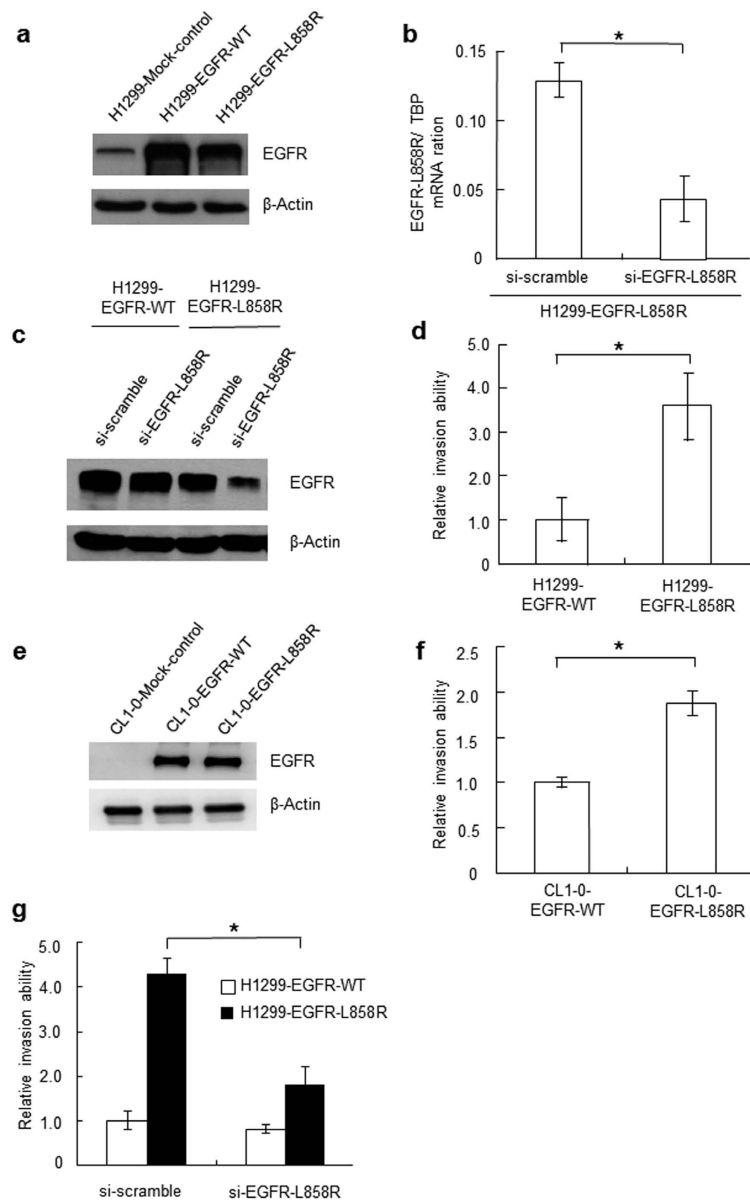 a
H1299-Mock-control
H1299-EGFR-WT
H1299-EGFR-L858R
EGFR
β-Actin
b
EGFR-L858R/ TBP
mRNA ration
0.15
0.10
0.05
0
*
si-scramble
si-EGFR-L858R
H1299-EGFR-L858R
c
H1299-
EGFR-WT
H1299-
EGFR-L858R
si-scramble
si-EGFR-L858R
si-scramble
si-EGFR-L858R
EGFR
β-Actin
d
Relative invasion ability
5.0
4.0
3.0
2.0
1.0
0
*
H1299-
EGFR-WT
H1299-
EGFR-L858R
e
CL1-0-Mock-control
CL1-0-EGFR-WT
CL1-0-EGFR-L858R
EGFR
β-Actin
f
Relative invasion ability
2.5
2.0
1.5
1.0
0.5
0
*
CL1-0-
EGFR-WT
CL1-0-
EGFR-L858R
g
Relative invasion ability
5.0
4.0
2.0
1.0
0
*
H1299-EGFR-WT
H1299-EGFR-L858R
si-scramble
si-EGFR-L858R